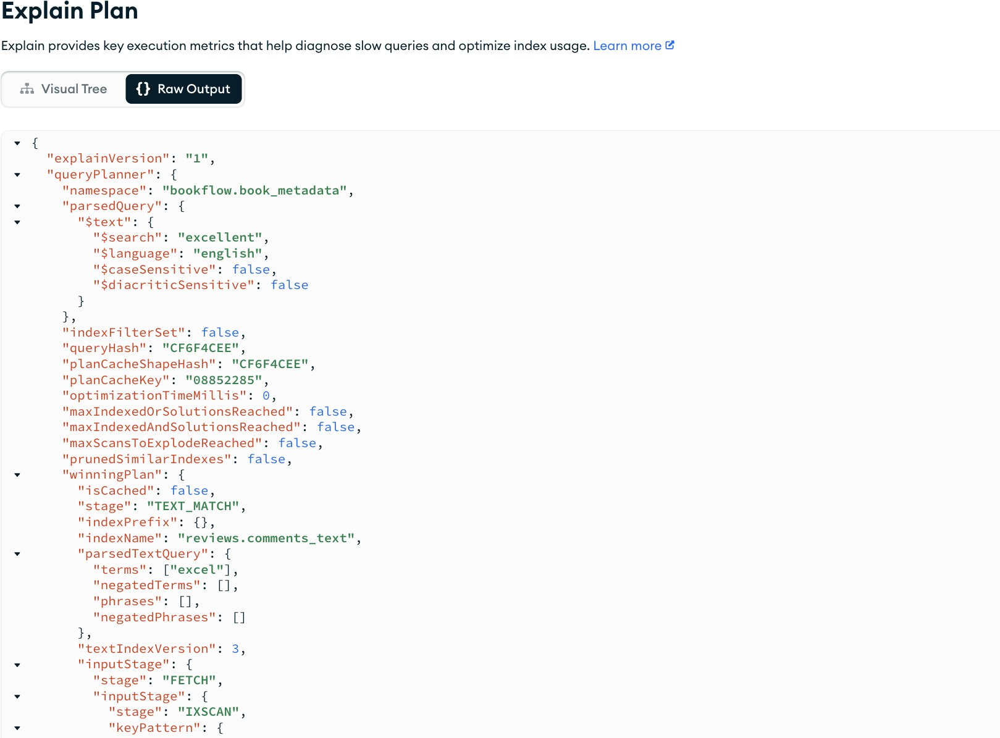 Explain Plan
Explain provides key execution metrics that help diagnose slow queries and optimize index usage. Learn more
Visual Tree
{} Raw Output
{
"explainVersion": "1",
"queryPlanner": {
"namespace": "bookflow.book_metadata",
"parsedQuery": {
"$text": {
"$search": "excellent",
"$language": "english",
"$caseSensitive": false,
"$diacriticSensitive": false
}
},
"indexFilterSet": false,
"queryHash": "CF6F4CEE",
"planCacheShapeHash": "CF6F4CEE",
"planCacheKey": "08852285",
"optimizationTimeMillis": 0,
"maxIndexedOrSolutionsReached": false,
"maxIndexedAndSolutionsReached": false,
"maxScansToExplodeReached": false,
"prunedSimilarIndexes": false,
"winningPlan": {
"isCached": false,
"stage": "TEXT_MATCH",
"indexPrefix": {},
"indexName": "reviews.comments_text",
"parsedTextQuery": {
"terms": ["excel"],
"negatedTerms": [],
"phrases": [],
"negatedPhrases": []
},
"textIndexVersion": 3,
"inputStage": {
"stage": "FETCH",
"inputStage": {
"stage": "IXSCAN",
"keyPattern": {